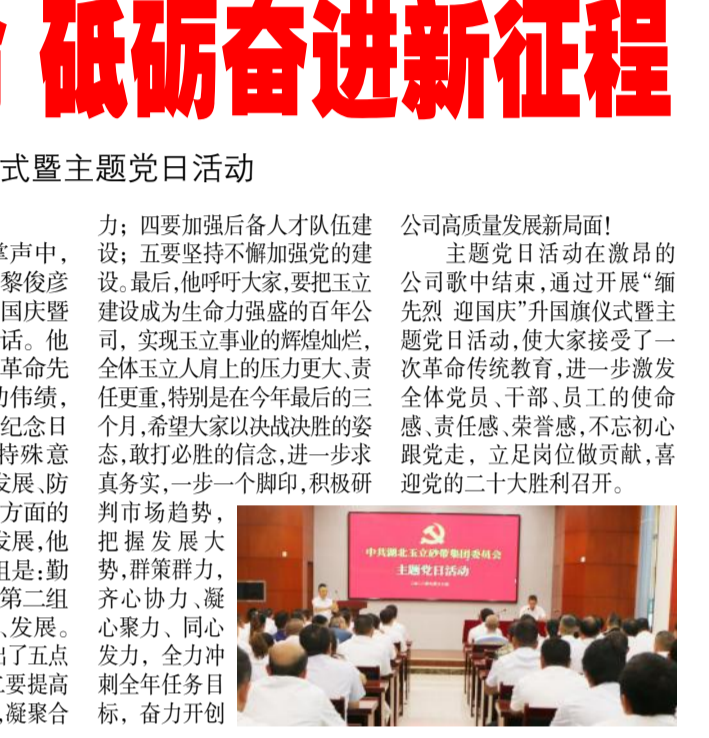 砥砺奋进新征程
式暨主题党日活动
掌声中,
黎俊彦
国庆暨
话。他
革命先
功伟绩,
纪念日
特殊意
发展、防
方面的
发展,他
组是:勤
第二组
、发展。
出了五点
二要提高
,凝聚合
力;四要加强后备人才队伍建
设;五要坚持不懈加强党的建
设。最后,他呼吁大家,要把玉立
建设成为生命力强盛的百年公
司,实现玉立事业的辉煌灿烂,
全体玉立人肩上的压力更大、责
任更重,特别是在今年最后的三
个月,希望大家以决战决胜的姿
态,敢打必胜的信念,进一步求
真务实,一步一个脚印,积极研
判市场趋势,
把握发展大
势,群策群力,
齐心协力、凝
心聚力、同心
发力,全力冲
刺全年任务目
标,奋力开创
公司高质量发展新局面!
主题党日活动在激昂的
公司歌中结束,通过开展“缅
先烈 迎国庆”升国旗仪式暨主
题党日活动,使大家接受了一
次革命传统教育,进一步激发
全体党员、干部、员工的使命
感、责任感、荣誉感,不忘初心
跟党走,立足岗位做贡献,喜
迎党的二十大胜利召开。
中共湖北玉立砂带集团委员会
主题党日活动